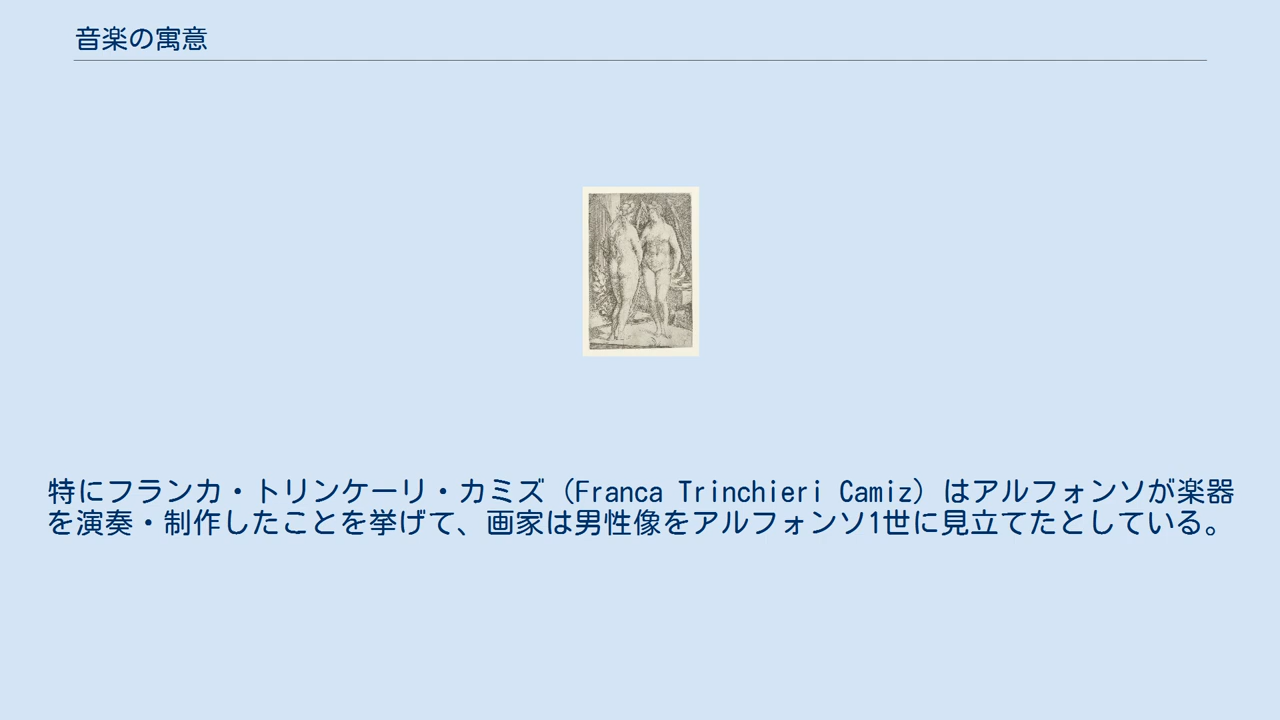 音楽の寓意
特にフランカ・トリンケーリ・カミズ（Franca Trinchieri Camiz）はアルフォンソが楽器
を演奏・制作したことを挙げて、画家は男性像をアルフォンソ1世に見立てたとしている。